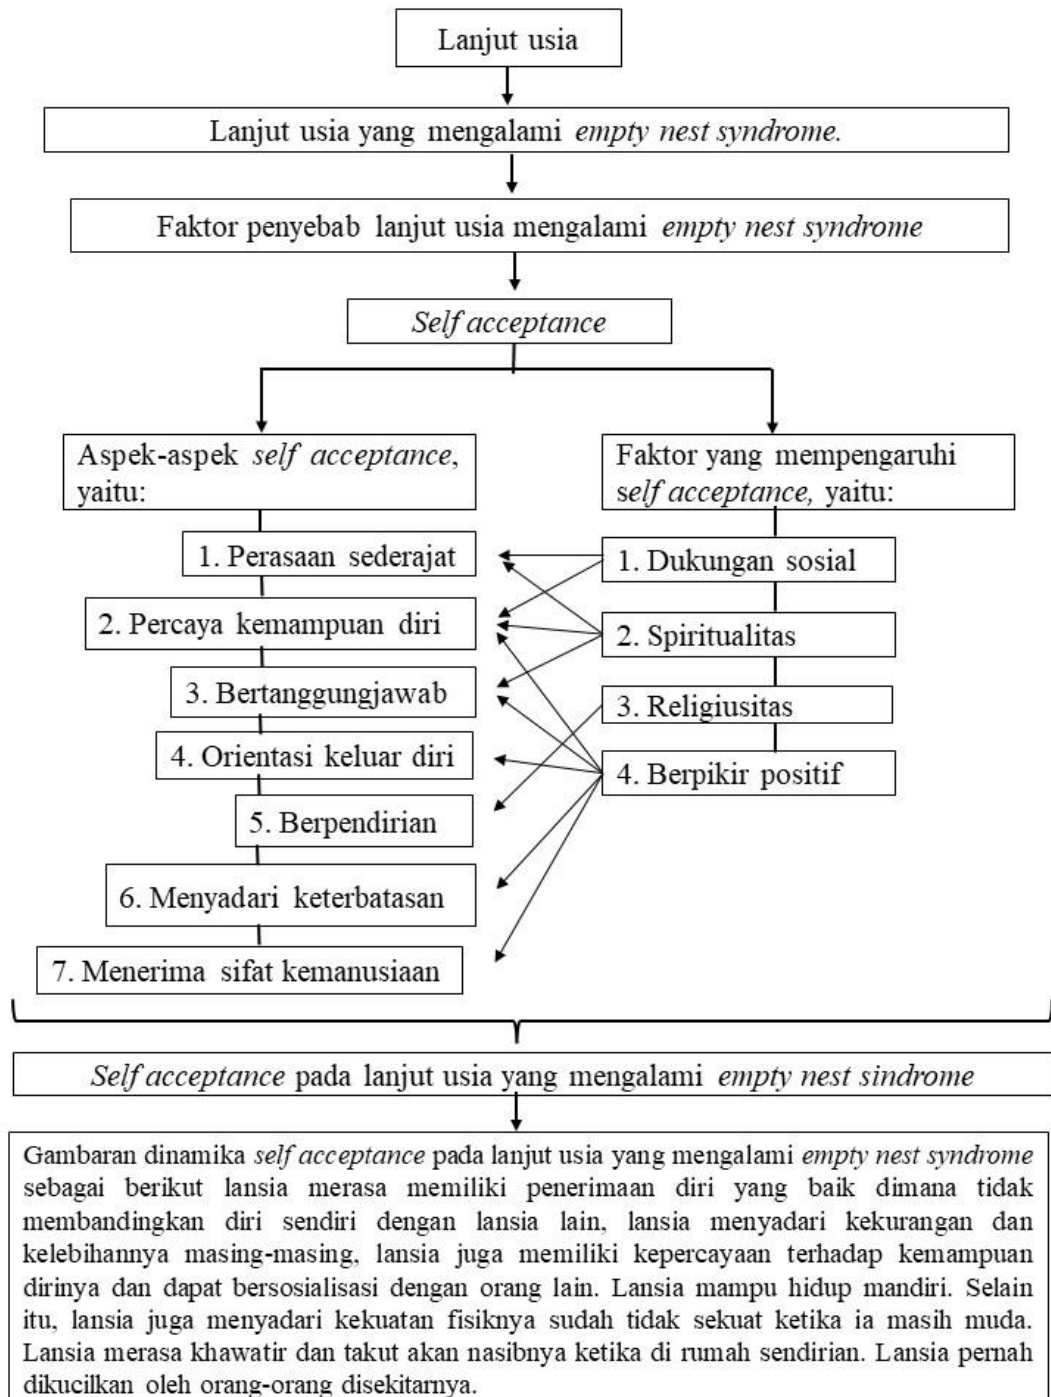 Lanjut usia
Lanjut usia yang mengalami empty nest syndrome.
Faktor penyebab lanjut usia mengalami empty nest syndrome
Self acceptance
Aspek-aspek self acceptance,
yaitu:
1. Perasaan sederajat
2. Percaya kemampuan diri
3. Bertanggungjawab
4. Orientasi keluar diri
5. Berpendirian
6. Menyadari keterbatasan
7. Menerima sifat kemanusiaan
Faktor yang mempengaruhi
self acceptance, yaitu:
1. Dukungan sosial
2. Spiritualitas
3. Religiusitas
4. Berpikir positif
Self acceptance pada lanjut usia yang mengalami empty nest sindrome
Gambaran dinamika self acceptance pada lanjut usia yang mengalami empty nest syndrome
sebagai berikut lansia merasa memiliki penerimaan diri yang baik dimana tidak
membandingkan diri sendiri dengan lansia lain, lansia menyadari kekurangan dan
kelebihannya masing-masing, lansia juga memiliki kepercayaan terhadap kemampuan
dirinya dan dapat bersosialisasi dengan orang lain. Lansia mampu hidup mandiri. Selain
itu, lansia juga menyadari kekuatan fisiknya sudah tidak sekuat ketika ia masih muda.
Lansia merasa khawatir dan takut akan nasibnya ketika di rumah sendirian. Lansia pernah
dikucilkan oleh orang-orang disekitarnya.